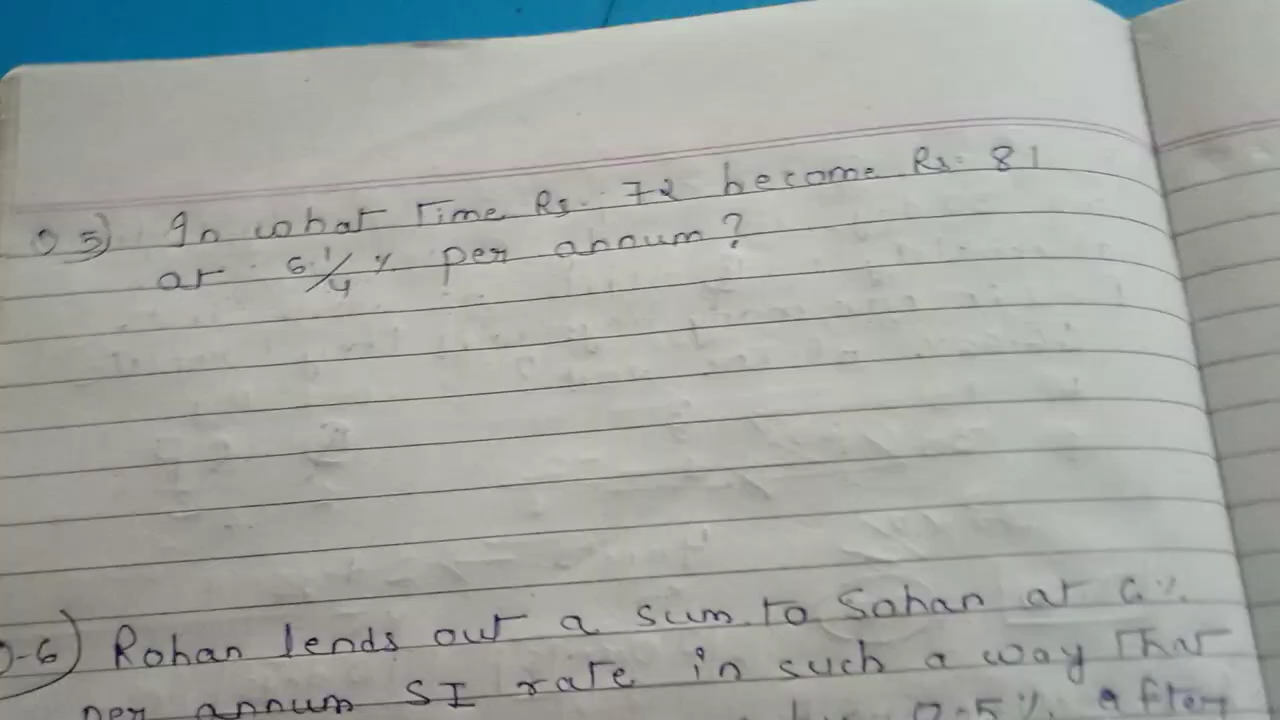 Q 5) In what Time Rs. 72 become Rs. 81
at 6 1/4 % per annum?
Q-6) Rohan lends out a sum to Sohan at 6%
per annum SI rate in such a way That
after